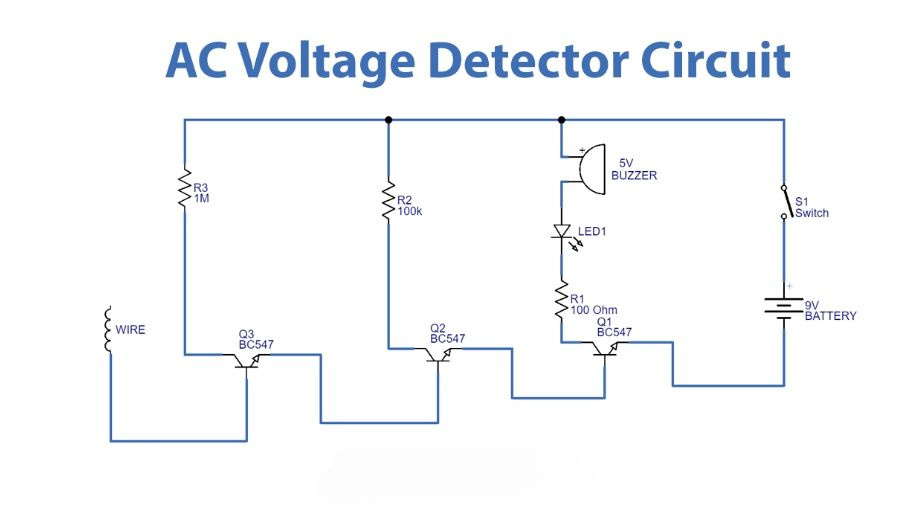 AC Voltage Detector Circuit
+
5V
BUZZER
R3
1M
R2
100k
S1
Switch
LED1
+
R1
100 Ohm
9V
BATTERY
WIRE
Q3
BC547
Q2
BC547
Q1
BC547